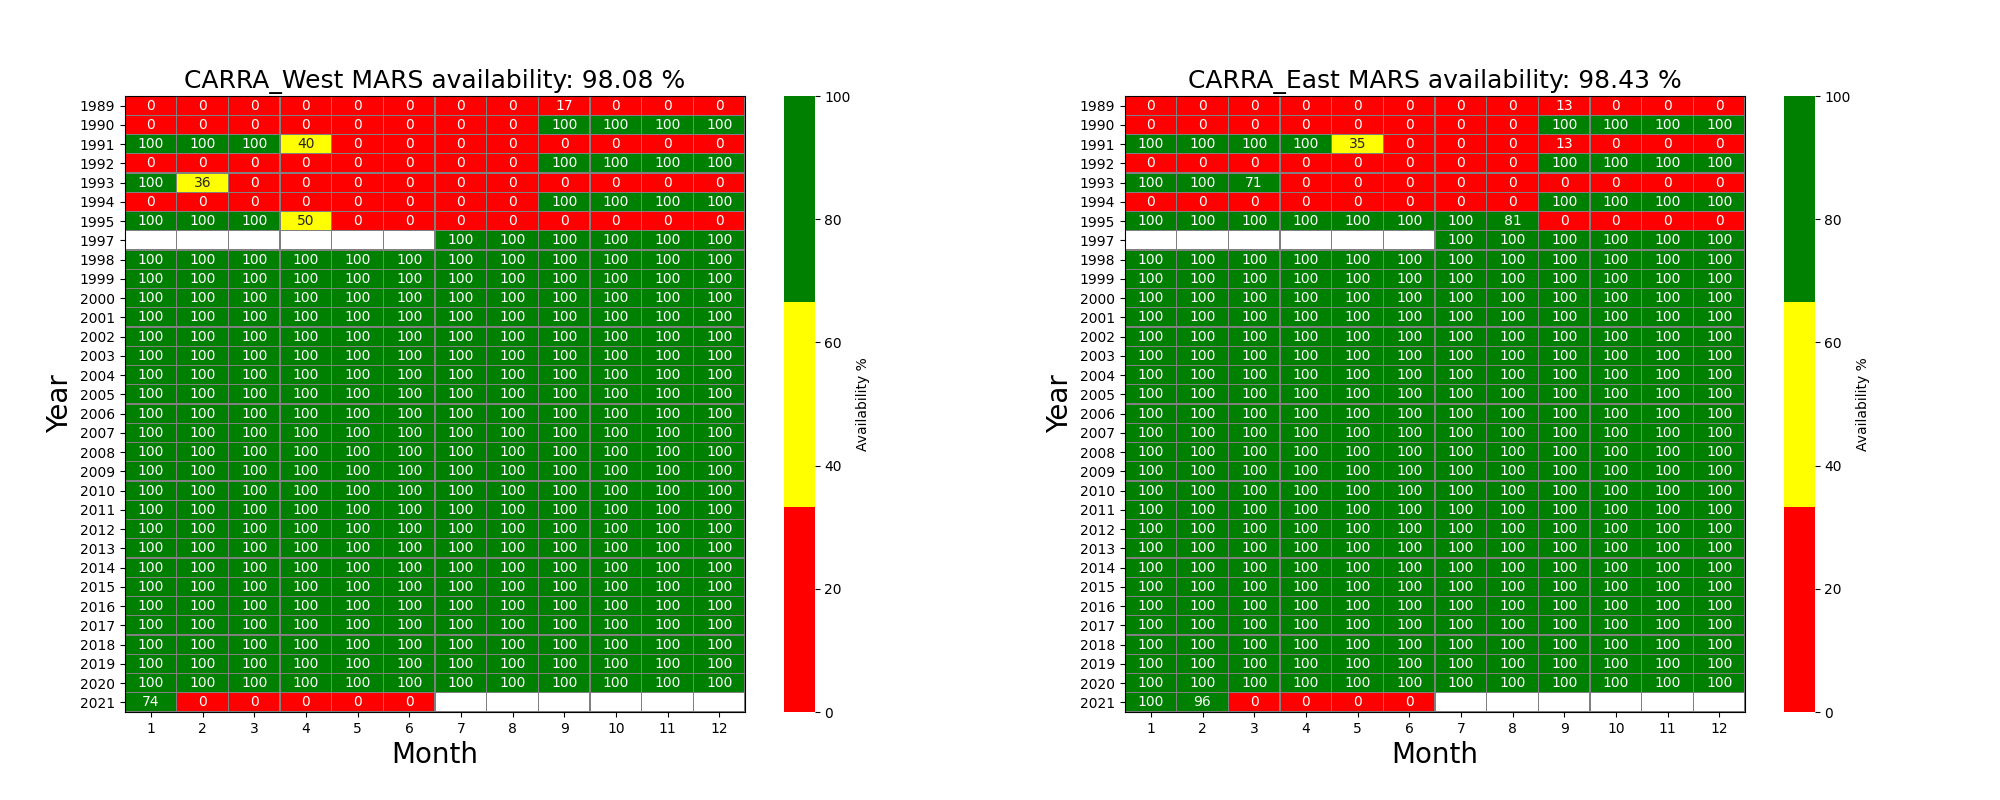 CARRA_West MARS availability: 98.08 %
1989 0 0 0 0 0 0 0 0 17 0 0 0
1990 0 0 0 0 0 0 0 0 100 100 100 100
1991 100 100 100 40 0 0 0 0 0 0 0 0
1992 0 0 0 0 0 0 0 0 100 100 100 100
1993 100 36 0 0 0 0 0 0 0 0 0 0
1994 0 0 0 0 0 0 0 0 100 100 100 100
1995 100 100 100 50 0 0 0 0 0 0 0 0
1997 100 100 100 100 100 100
1998 100 100 100 100 100 100 100 100 100 100 100 100
1999 100 100 100 100 100 100 100 100 100 100 100 100
2000 100 100 100 100 100 100 100 100 100 100 100 100
2001 100 100 100 100 100 100 100 100 100 100 100 100
2002 100 100 100 100 100 100 100 100 100 100 100 100
2003 100 100 100 100 100 100 100 100 100 100 100 100
2004 100 100 100 100 100 100 100 100 100 100 100 100
2005 100 100 100 100 100 100 100 100 100 100 100 100
2006 100 100 100 100 100 100 100 100 100 100 100 100
2007 100 100 100 100 100 100 100 100 100 100 100 100
2008 100 100 100 100 100 100 100 100 100 100 100 100
2009 100 100 100 100 100 100 100 100 100 100 100 100
2010 100 100 100 100 100 100 100 100 100 100 100 100
2011 100 100 100 100 100 100 100 100 100 100 100 100
2012 100 100 100 100 100 100 100 100 100 100 100 100
2013 100 100 100 100 100 100 100 100 100 100 100 100
2014 100 100 100 100 100 100 100 100 100 100 100 100
2015 100 100 100 100 100 100 100 100 100 100 100 100
2016 100 100 100 100 100 100 100 100 100 100 100 100
2017 100 100 100 100 100 100 100 100 100 100 100 100
2018 100 100 100 100 100 100 100 100 100 100 100 100
2019 100 100 100 100 100 100 100 100 100 100 100 100
2020 100 100 100 100 100 100 100 100 100 100 100 100
2021 74 0 0 0 0 0
1 2 3 4 5 6 7 8 9 10 11 12
Month
Year
100
80
60
40
20
0
Availability %
CARRA_East MARS availability: 98.43 %
1989 0 0 0 0 0 0 0 0 13 0 0 0
1990 0 0 0 0 0 0 0 0 100 100 100 100
1991 100 100 100 100 35 0 0 0 13 0 0 0
1992 0 0 0 0 0 0 0 0 100 100 100 100
1993 100 100 71 0 0 0 0 0 0 0 0 0
1994 0 0 0 0 0 0 0 0 100 100 100 100
1995 100 100 100 100 100 100 100 81 0 0 0 0
1997 100 100 100 100 100 100
1998 100 100 100 100 100 100 100 100 100 100 100 100
1999 100 100 100 100 100 100 100 100 100 100 100 100
2000 100 100 100 100 100 100 100 100 100 100 100 100
2001 100 100 100 100 100 100 100 100 100 100 100 100
2002 100 100 100 100 100 100 100 100 100 100 100 100
2003 100 100 100 100 100 100 100 100 100 100 100 100
2004 100 100 100 100 100 100 100 100 100 100 100 100
2005 100 100 100 100 100 100 100 100 100 100 100 100
2006 100 100 100 100 100 100 100 100 100 100 100 100
2007 100 100 100 100 100 100 100 100 100 100 100 100
2008 100 100 100 100 100 100 100 100 100 100 100 100
2009 100 100 100 100 100 100 100 100 100 100 100 100
2010 100 100 100 100 100 100 100 100 100 100 100 100
2011 100 100 100 100 100 100 100 100 100 100 100 100
2012 100 100 100 100 100 100 100 100 100 100 100 100
2013 100 100 100 100 100 100 100 100 100 100 100 100
2014 100 100 100 100 100 100 100 100 100 100 100 100
2015 100 100 100 100 100 100 100 100 100 100 100 100
2016 100 100 100 100 100 100 100 100 100 100 100 100
2017 100 100 100 100 100 100 100 100 100 100 100 100
2018 100 100 100 100 100 100 100 100 100 100 100 100
2019 100 100 100 100 100 100 100 100 100 100 100 100
2020 100 100 100 100 100 100 100 100 100 100 100 100
2021 100 96 0 0 0 0
1 2 3 4 5 6 7 8 9 10 11 12
Month
Year
100
80
60
40
20
0
Availability %